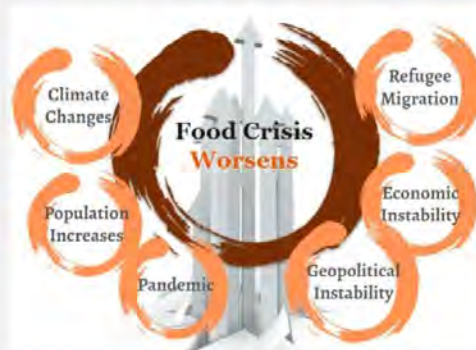 Climate
Changes
Population
Increases
Pandemic
Food Crisis
Worsens
Refugee
Migration
Economic
Instability
Geopolitical
Instability